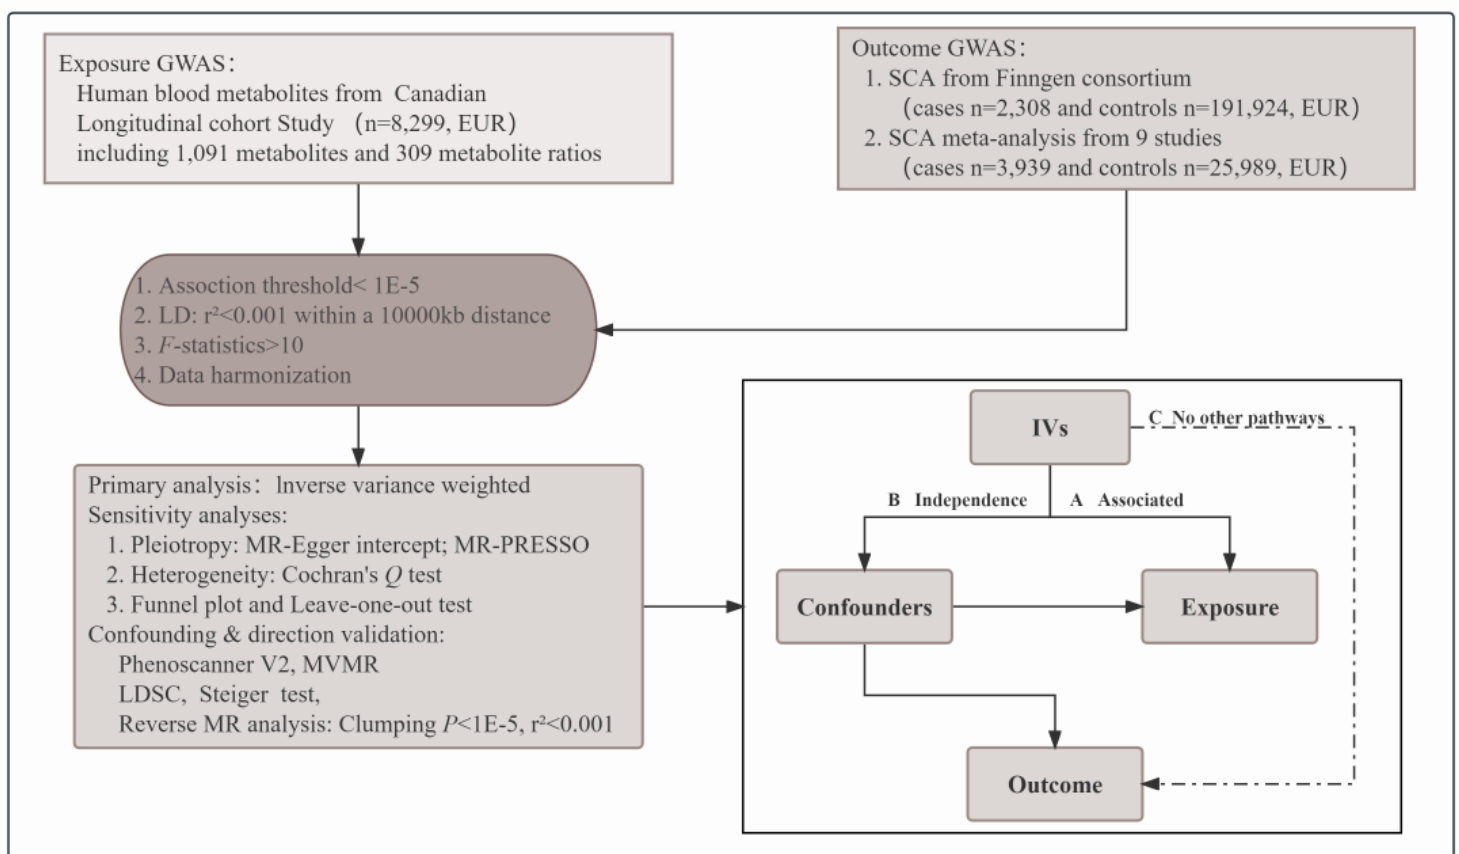 Exposure GWAS：
Human blood metabolites from Canadian
Longitudinal cohort Study （n=8,299, EUR）
including 1,091 metabolites and 309 metabolite ratios
Outcome GWAS：
1. SCA from Finngen consortium
（cases n=2,308 and controls n=191,924, EUR）
2. SCA meta-analysis from 9 studies
（cases n=3,939 and controls n=25,989, EUR）
1. Assoction threshold< 1E-5
2. LD: r²<0.001 within a 10000kb distance
3. F-statistics>10
4. Data harmonization
Primary analysis：Inverse variance weighted
Sensitivity analyses:
1. Pleiotropy: MR-Egger intercept; MR-PRESSO
2. Heterogeneity: Cochran's Q test
3. Funnel plot and Leave-one-out test
Confounding & direction validation:
Phenoscanner V2, MVMR
LDSC, Steiger test,
Reverse MR analysis: Clumping P<1E-5, r²<0.001
IVs
C No other pathways
B Independence
A Associated
Confounders
Exposure
Outcome